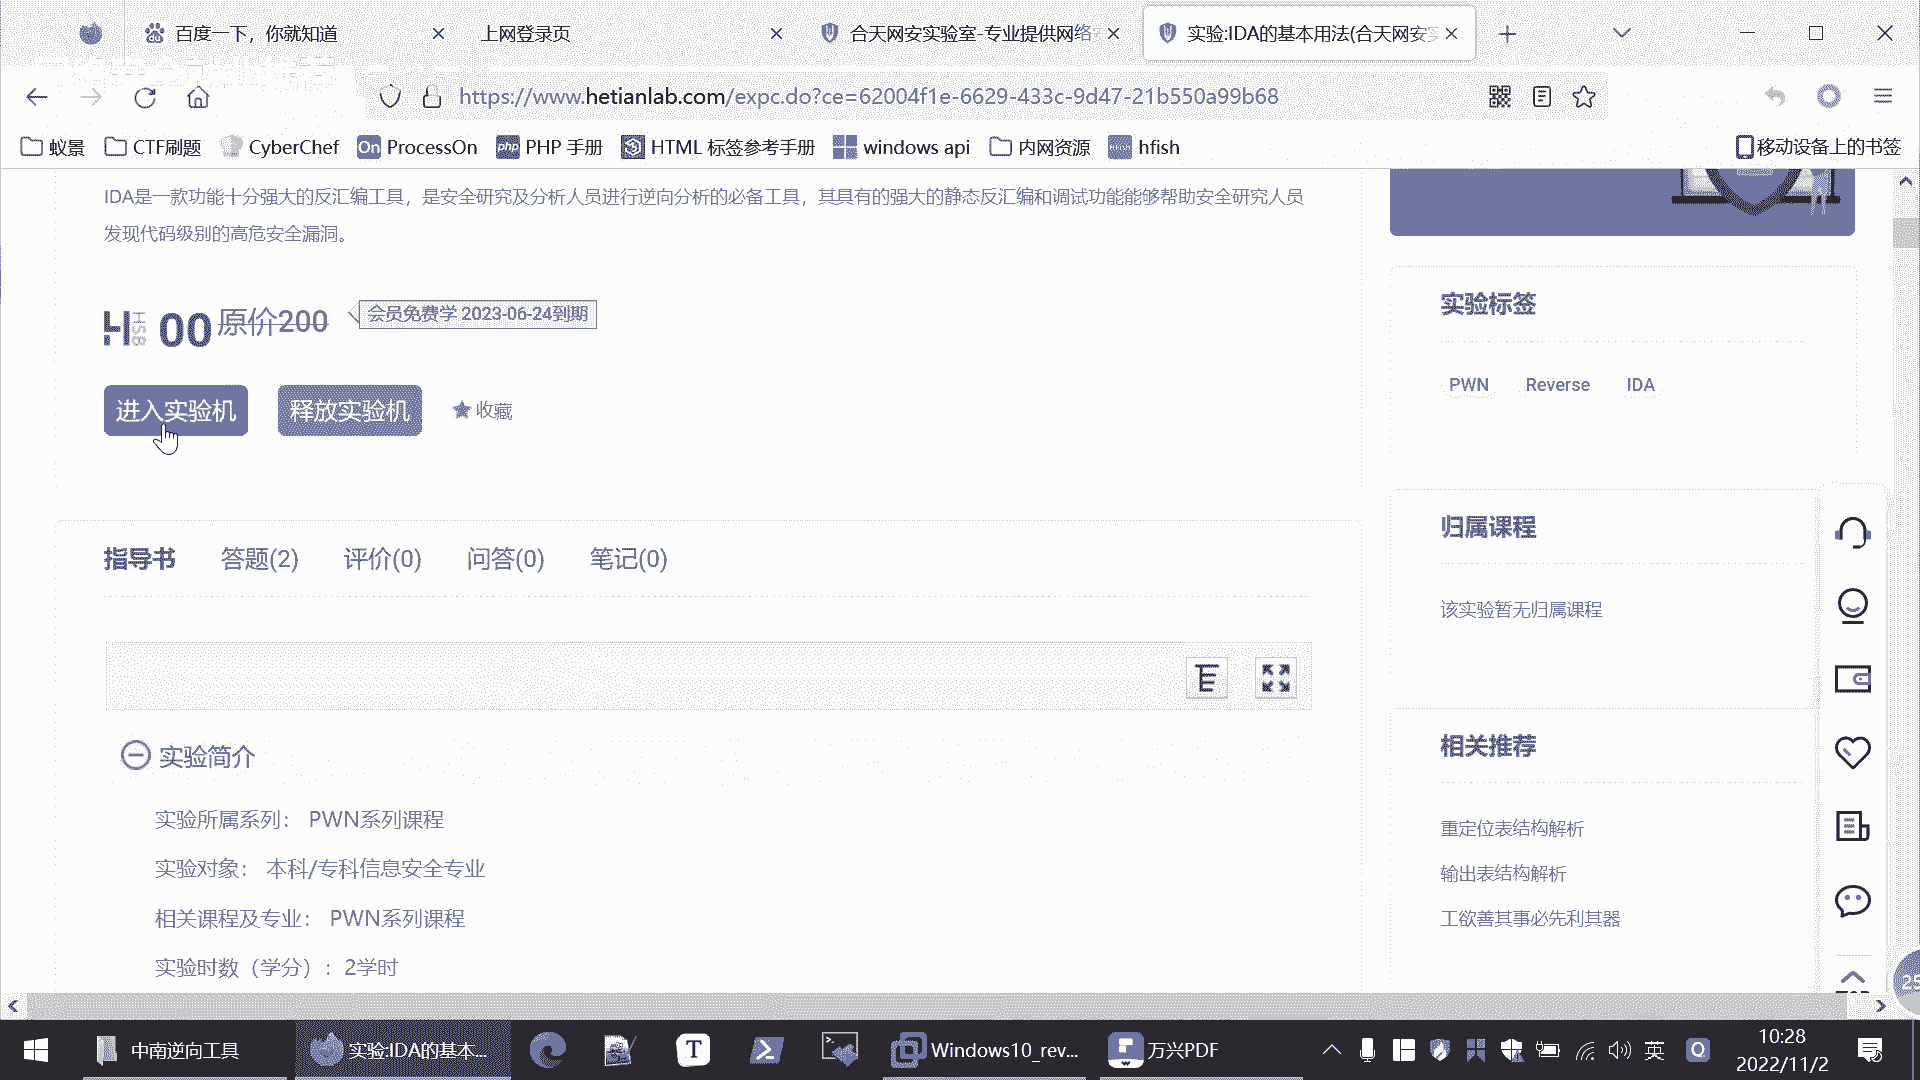 百度一下，你就知道
上网登录页
合天网安实验室-专业提供网络安
实验:IDA的基本用法(合天网安实
https://www.hetianlab.com/expc.do?ce=62004f1e-6629-433c-9d47-21b550a99b68
蚁景
CTF刷题
CyberChef
On ProcessOn
php PHP 手册
HTML 标签参考手册
windows api
内网资源
hfish
移动设备上的书签
IDA是一款功能十分强大的反汇编工具，是安全研究及分析人员进行逆向分析的必备工具，其具有的强大的静态反汇编和调试功能能够帮助安全研究人员
发现代码级别的高危安全漏洞。
HSB 00 原价200 会员免费学 2023-06-24到期
进入实验机
释放实验机
收藏
指导书
答题(2)
评价(0)
问答(0)
笔记(0)
实验简介
实验所属系列： PWN系列课程
实验对象： 本科/专科信息安全专业
相关课程及专业： PWN系列课程
实验时数（学分）：2学时
实验标签
PWN
Reverse
IDA
归属课程
该实验暂无归属课程
相关推荐
重定位表结构解析
输出表结构解析
工欲善其事必先利其器
中南逆向工具
实验:IDA的基本...
T
Windows10_rev...
万兴PDF
英
10:28
2022/11/2